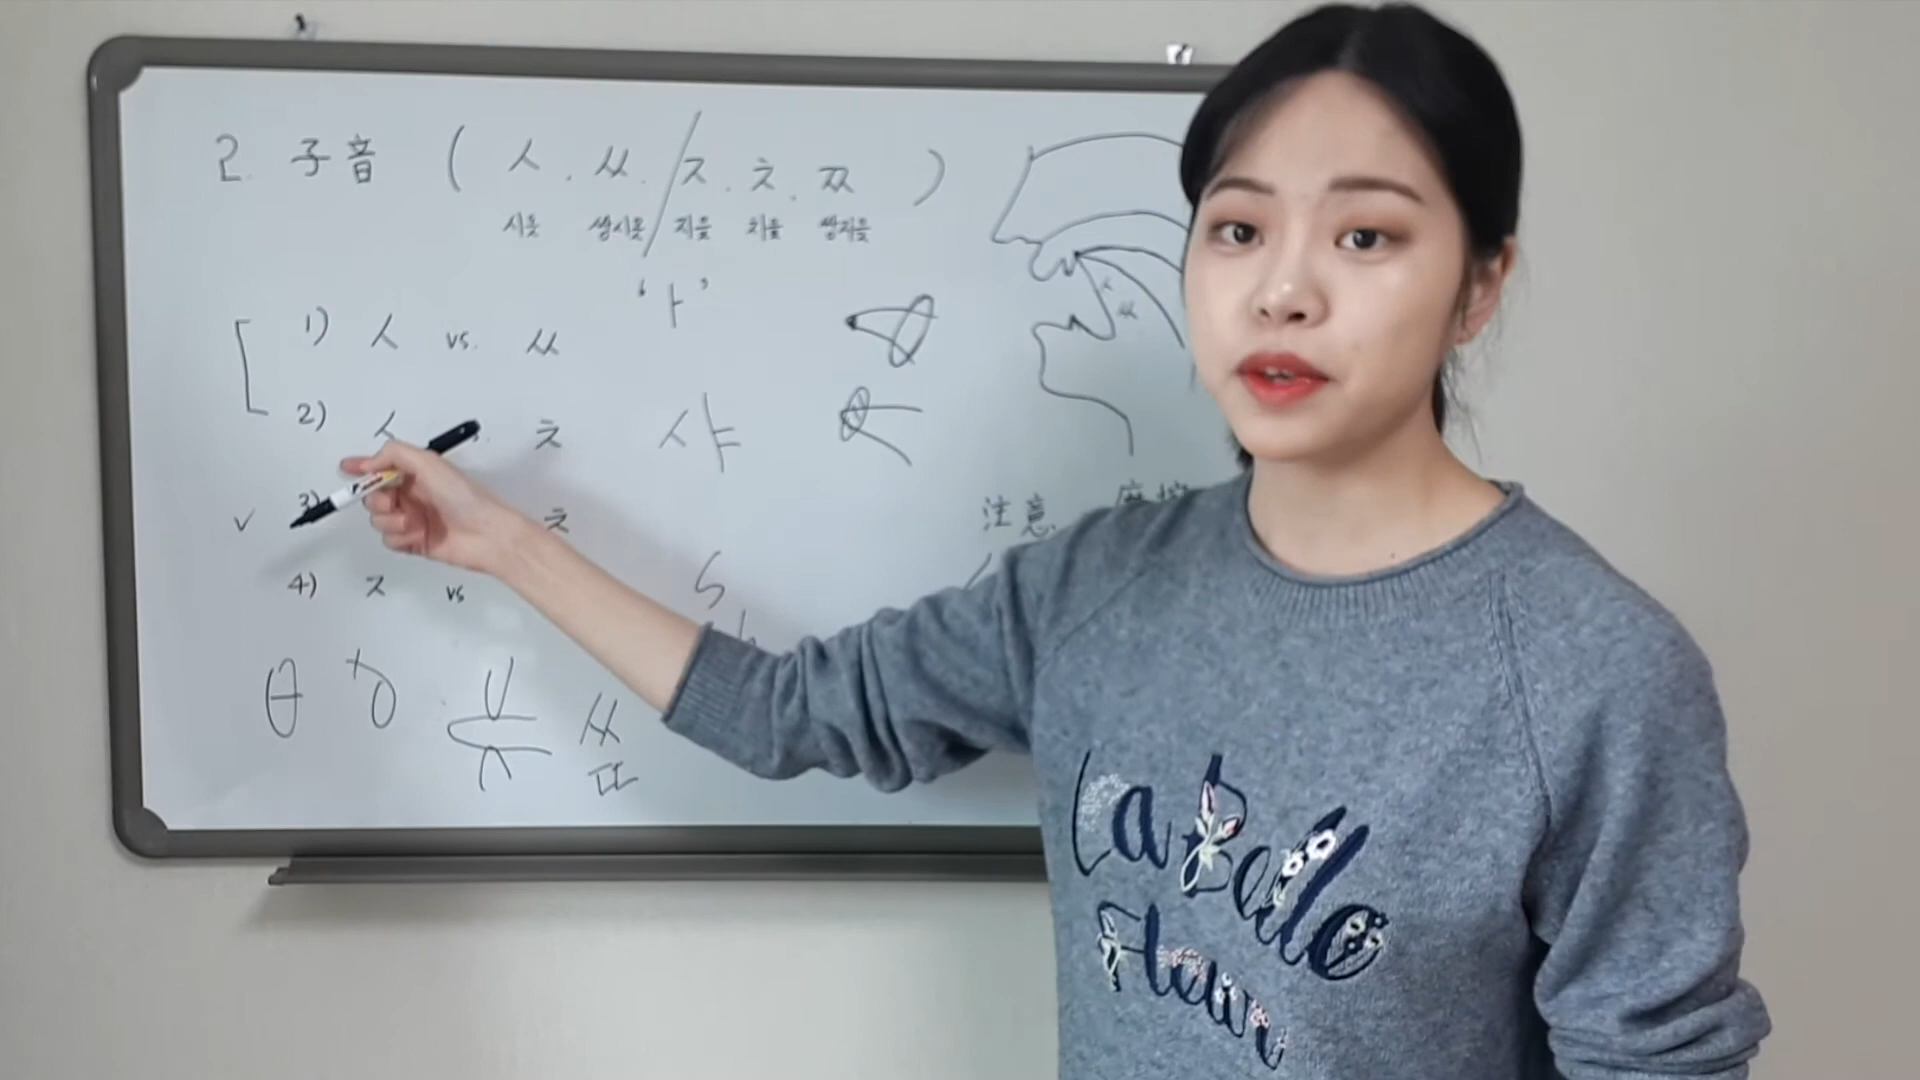 2. 子音 ( ㅅ . ㅆ . / ㅈ . ㅊ . ㅉ )
시옷 쌍시옷 지읒 치읓 쌍지읒
'ㅏ'
1) ㅅ vs. ㅆ
2) ㅅ ㅊ 샤
3) ㅊ
4) ㅈ vs
S
h
θ ㅆ
ㄸ
ㅅ
ㅆ
注意
La Belle
Flower